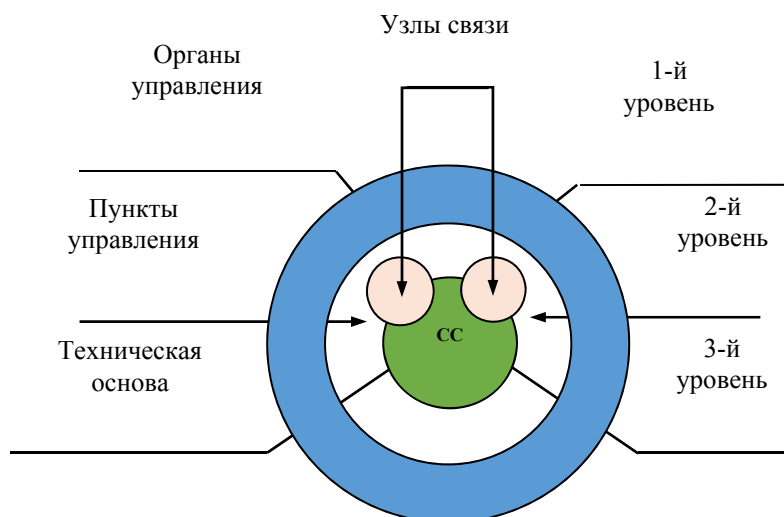 Узлы связи
Органы
управления
1-й
уровень
Пункты
управления
2-й
уровень
СС
Техническая
основа
3-й
уровень